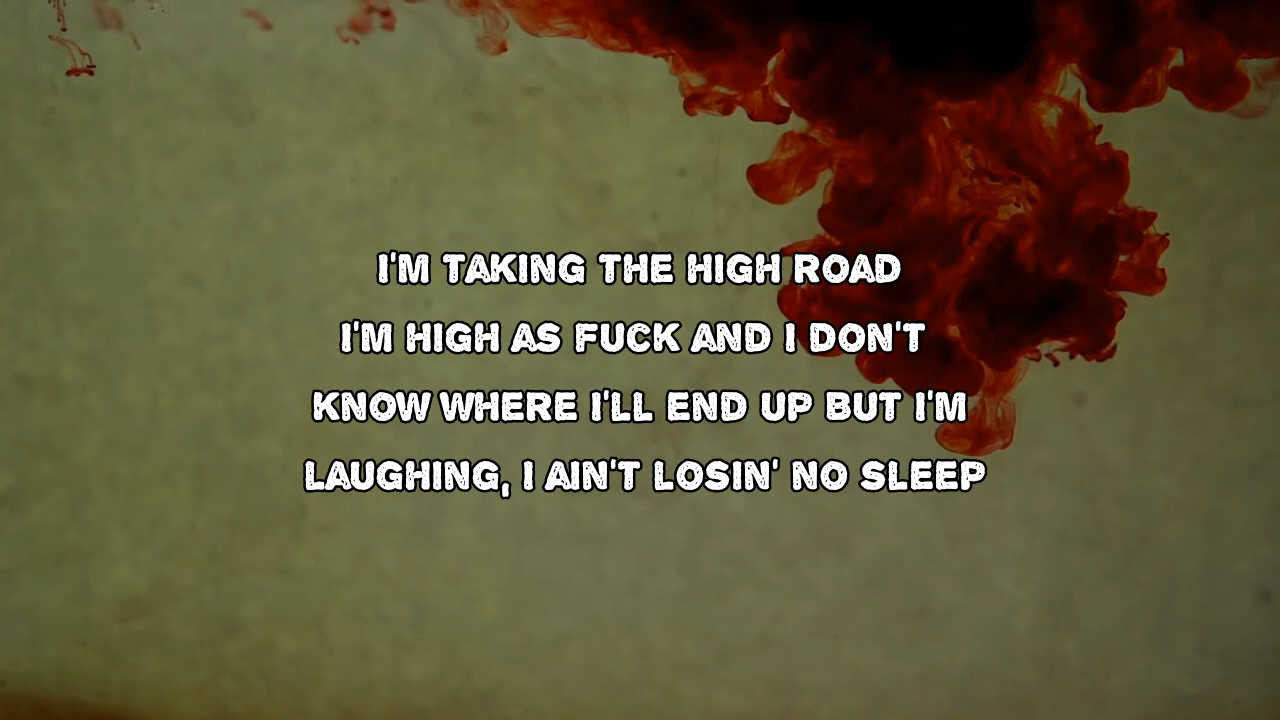 I'M TAKING THE HIGH ROAD
I'M HIGH AS FUCK AND I DON'T
KNOW WHERE I'LL END UP BUT I'M
LAUGHING, I AIN'T LOSIN' NO SLEEP